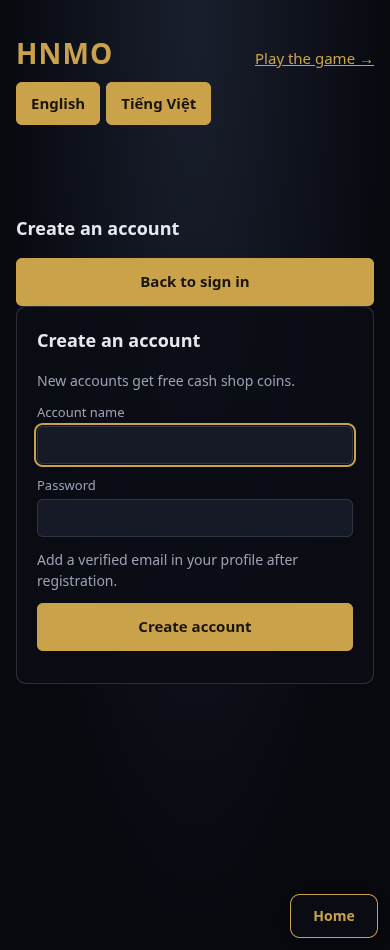 HNMO
Play the game →
English
Tiếng Việt
Create an account
Back to sign in
Create an account
New accounts get free cash shop coins.
Account name
Password
Add a verified email in your profile after
registration.
Create account
Home